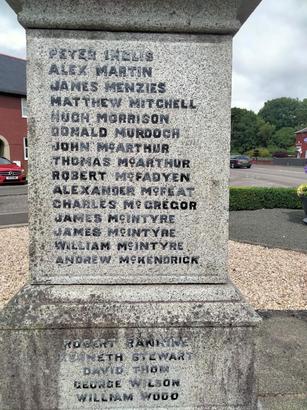 PETER INGLIS
ALEX MARTIN
JAMES MENZIES
MATTHEW MITCHELL
HUGH MORRISON
DONALD MURDOCH
JOHN McARTHUR
THOMAS McARTHUR
ROBERT McFADYEN
ALEXANDER McFEAT
CHARLES McGREGOR
JAMES McINTYRE
JAMES McINTYRE
WILLIAM McINTYRE
ANDREW McKENDRICK
ROBERT RANKINE
KENNETH STEWART
DAVID THOM
GEORGE WILSON
WILLIAM WOOD